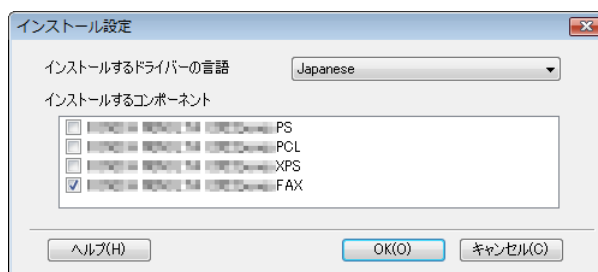 インストール設定
インストールするドライバーの言語 Japanese
インストールするコンポーネント
PS
PCL
XPS
FAX
ヘルプ(H) OK(O) キャンセル(C)